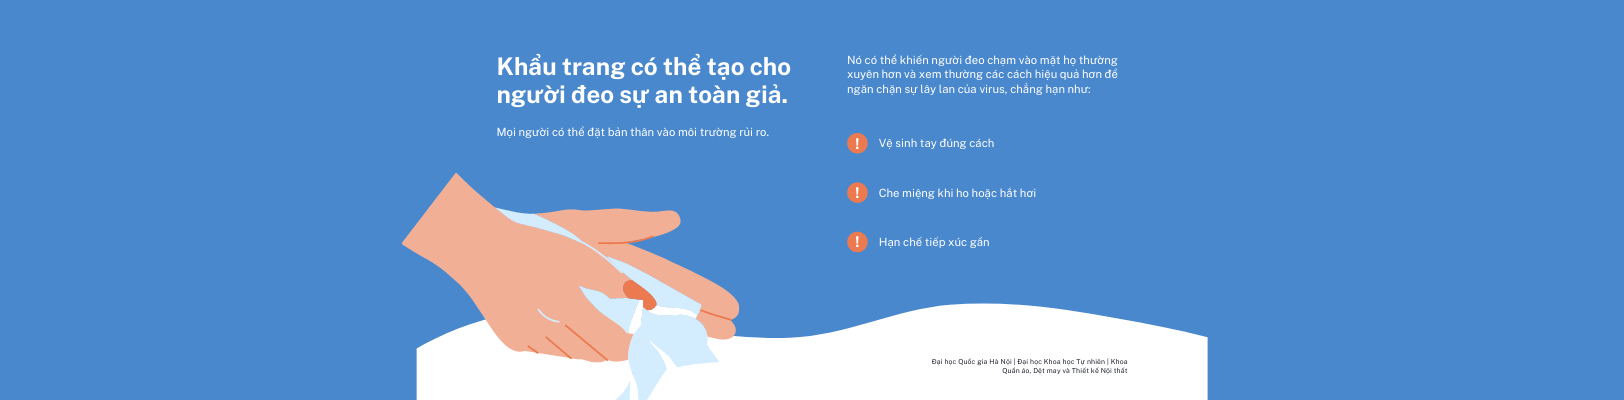 Khẩu trang có thể tạo cho
người đeo sự an toàn giả.
Mọi người có thể đặt bản thân vào môi trường rủi ro.
Nó có thể khiến người đeo chạm vào mặt họ thường
xuyên hơn và xem thường các cách hiệu quả hơn để
ngăn chặn sự lây lan của virus, chẳng hạn như:
Vệ sinh tay đúng cách
Che miệng khi ho hoặc hắt hơi
Hạn chế tiếp xúc gần
Đại học Quốc gia Hà Nội | Đại học Khoa học Tự nhiên | Khoa
Quần áo, Dệt may và Thiết kế Nội thất